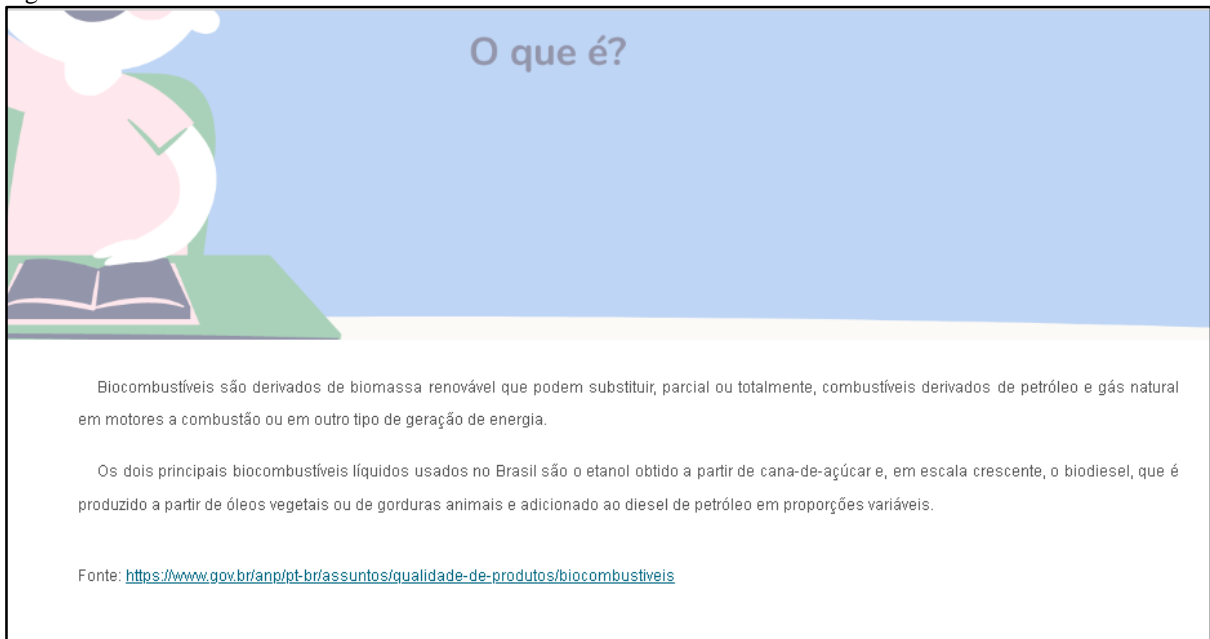 O que é?
Biocombustíveis são derivados de biomassa renovável que podem substituir, parcial ou totalmente, combustíveis derivados de petróleo e gás natural
em motores a combustão ou em outro tipo de geração de energia.
Os dois principais biocombustíveis líquidos usados no Brasil são o etanol obtido a partir de cana-de-açúcar e, em escala crescente, o biodiesel, que é
produzido a partir de óleos vegetais ou de gorduras animais e adicionado ao diesel de petróleo em proporções variáveis.
Fonte: https://www.gov.br/anp/pt-br/assuntos/qualidade-de-produtos/biocombustiveis